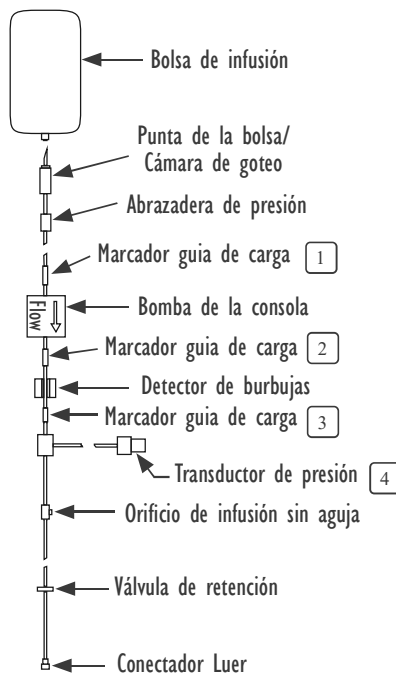 Bolsa de infusión
Punta de la bolsa/
Cámara de goteo
Abrazadera de presión
Marcador guia de carga 1
Flow
Bomba de la consola
Marcador guia de carga 2
Detector de burbujas
Marcador guia de carga 3
Transductor de presión 4
Orificio de infusión sin aguja
Válvula de retención
Conectador Luer